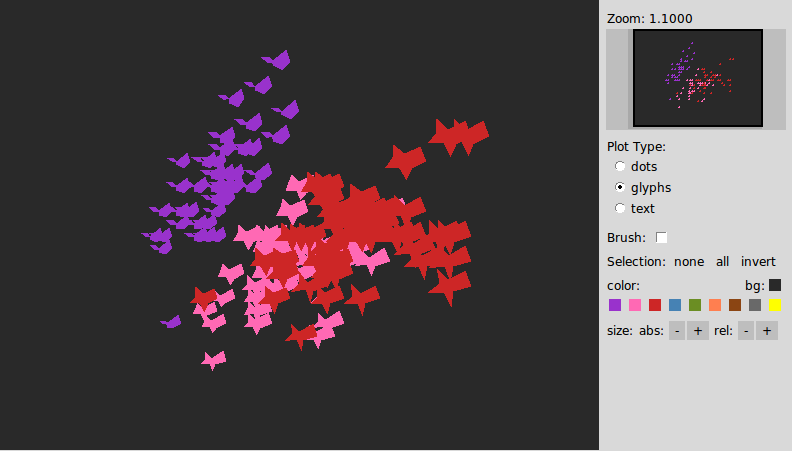 Zoom: 1.1000
Plot Type:
dots
glyphs
text
Brush:
Selection: none all invert
color: bg:
size: abs: - + rel: - +